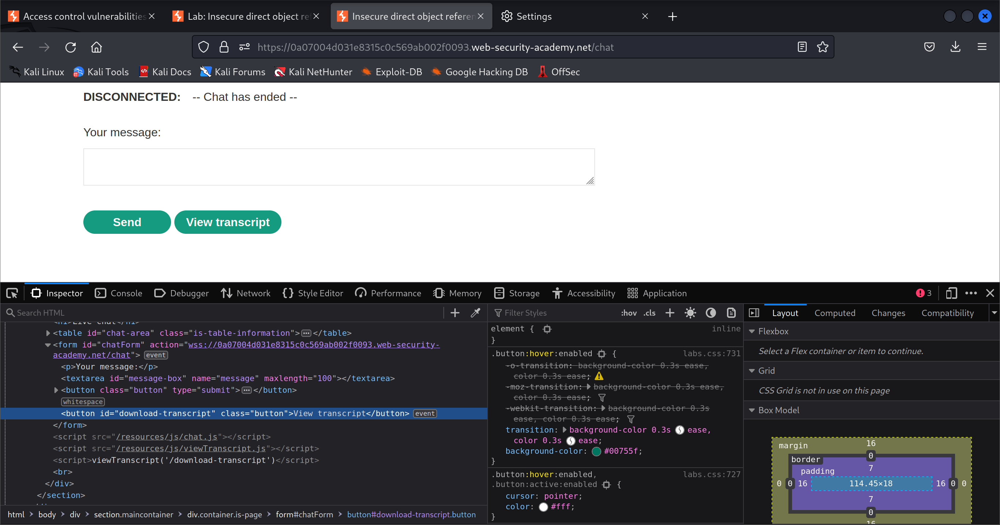 Access control vulnerabilities
Lab: Insecure direct object ref
Insecure direct object referen
Settings
https://0a07004d031e8315c0c569ab002f0093.web-security-academy.net/chat
Kali Linux Kali Tools Kali Docs Kali Forums Kali NetHunter Exploit-DB Google Hacking DB OffSec
DISCONNECTED: -- Chat has ended --
Your message:
Send View transcript
Inspector Console Debugger Network Style Editor Performance Memory Storage Accessibility Application 3
Search HTML
<h1>Live chat</h1>
<table id="chat-area" class="is-table-information"></table>
<form id="chatForm" action="wss://0a07004d031e8315c0c569ab002f0093.web-security-
academy.net/chat"> event
<p>Your message:</p>
<textarea id="message-box" name="message" maxlength="100"></textarea>
<button class="button" type="submit"></button>
whitespace
<button id="download-transcript" class="button">View transcript</button> event
</form>
<script src="/resources/js/chat.js"></script>
<script src="/resources/js/viewTranscript.js"></script>
<script>viewTranscript('/download-transcript')</script>
<br>
</div>
</section>
html body div section.maincontainer div.container.is-page form#chatForm button#download-transcript.button
Filter Styles :hov .cls
element { inline
}
.button:hover:enabled { labs.css:731
-o-transition: background-color 0.3s ease,
color 0.3s ease;
-moz-transition: background-color 0.3s ease,
color 0.3s ease;
-webkit-transition: background-color 0.3s
ease, color 0.3s ease;
transition: background-color 0.3s ease,
color 0.3s ease;
background-color: #00755f;
}
.button:hover:enabled, labs.css:727
.button:active:enabled {
cursor: pointer;
color: #fff;
}
Layout Computed Changes Compatibility
Flexbox
Select a Flex container or item to continue.
Grid
CSS Grid is not in use on this page
Box Model
margin 16
border 0
padding 7
0 0 16 114.45×18 16 0 0
7
0
16